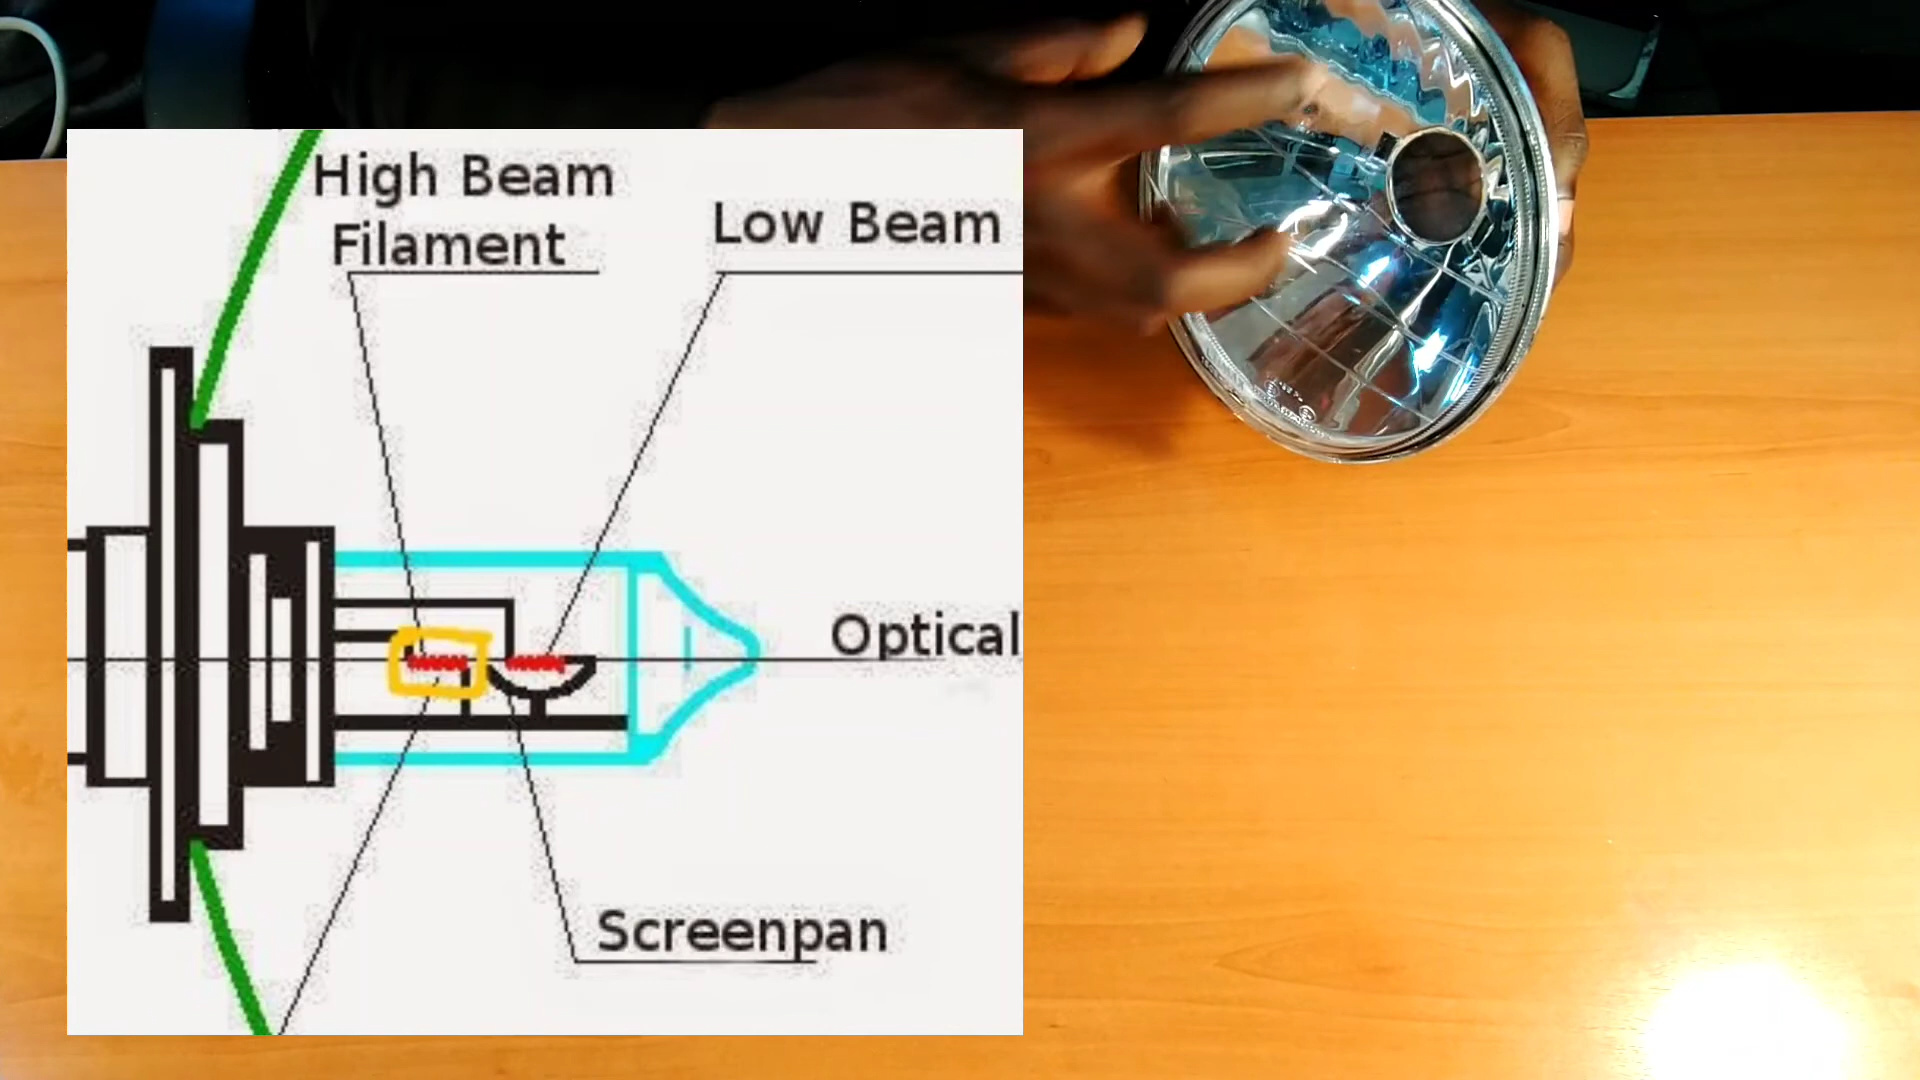 High Beam
Filament
Low Beam
Optical
Screenpan